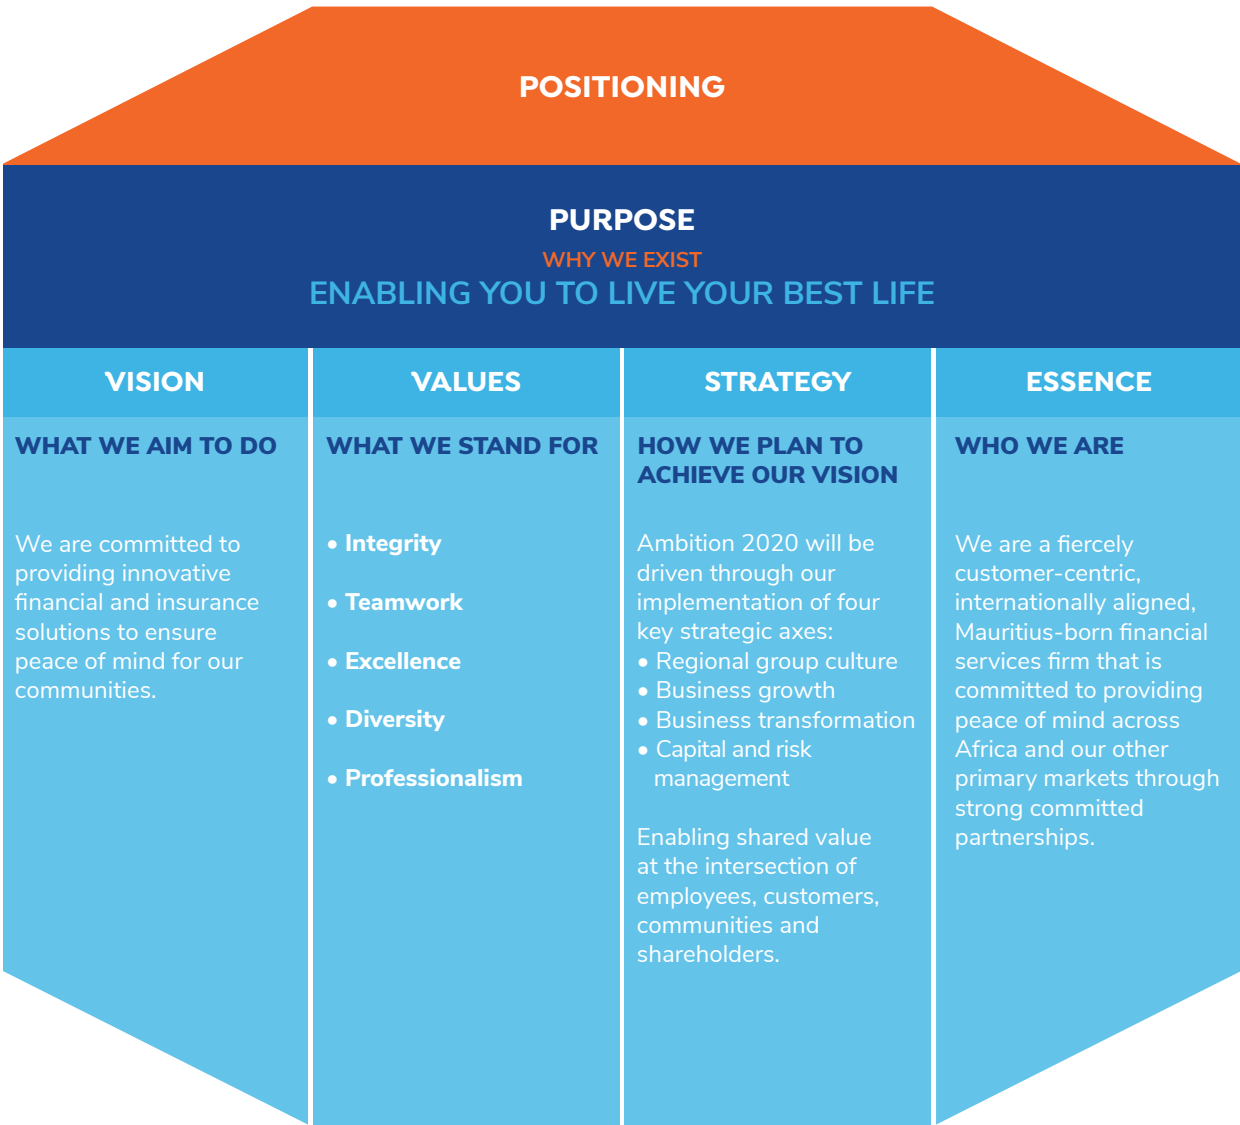 POSITIONING
PURPOSE
WHY WE EXIST
ENABLING YOU TO LIVE YOUR BEST LIFE
VISION
WHAT WE AIM TO DO
We are committed to
providing innovative
financial and insurance
solutions to ensure
peace of mind for our
communities.
VALUES
WHAT WE STAND FOR
• Integrity
• Teamwork
• Excellence
• Diversity
• Professionalism
STRATEGY
HOW WE PLAN TO
ACHIEVE OUR VISION
Ambition 2020 will be
driven through our
implementation of four
key strategic axes:
• Regional group culture
• Business growth
• Business transformation
• Capital and risk
management
Enabling shared value
at the intersection of
employees, customers,
communities and
shareholders.
ESSENCE
WHO WE ARE
We are a fiercely
customer-centric,
internationally aligned,
Mauritius-born financial
services firm that is
committed to providing
peace of mind across
Africa and our other
primary markets through
strong committed
partnerships.